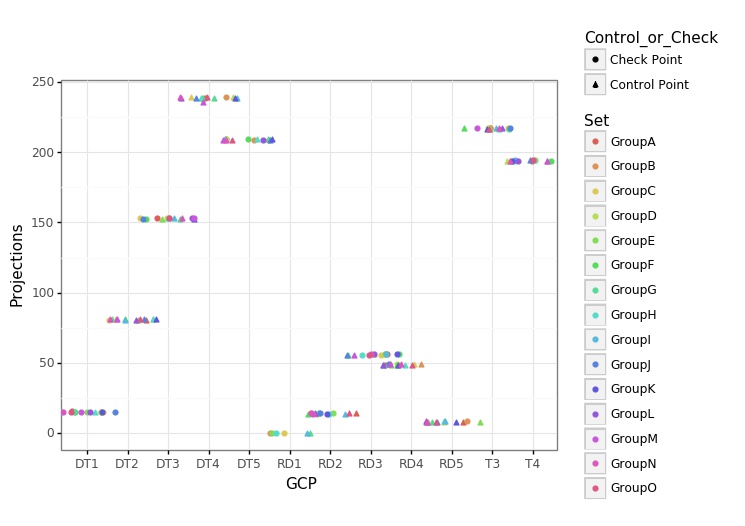 Control_or_Check
Check Point
Control Point
Set
GroupA
GroupB
GroupC
GroupD
GroupE
GroupF
GroupG
GroupH
GroupI
GroupJ
GroupK
GroupL
GroupM
GroupN
GroupO
Projections
250
200
150
100
50
0
DT1 DT2 DT3 DT4 DT5 RD1 RD2 RD3 RD4 RD5 T3 T4
GCP